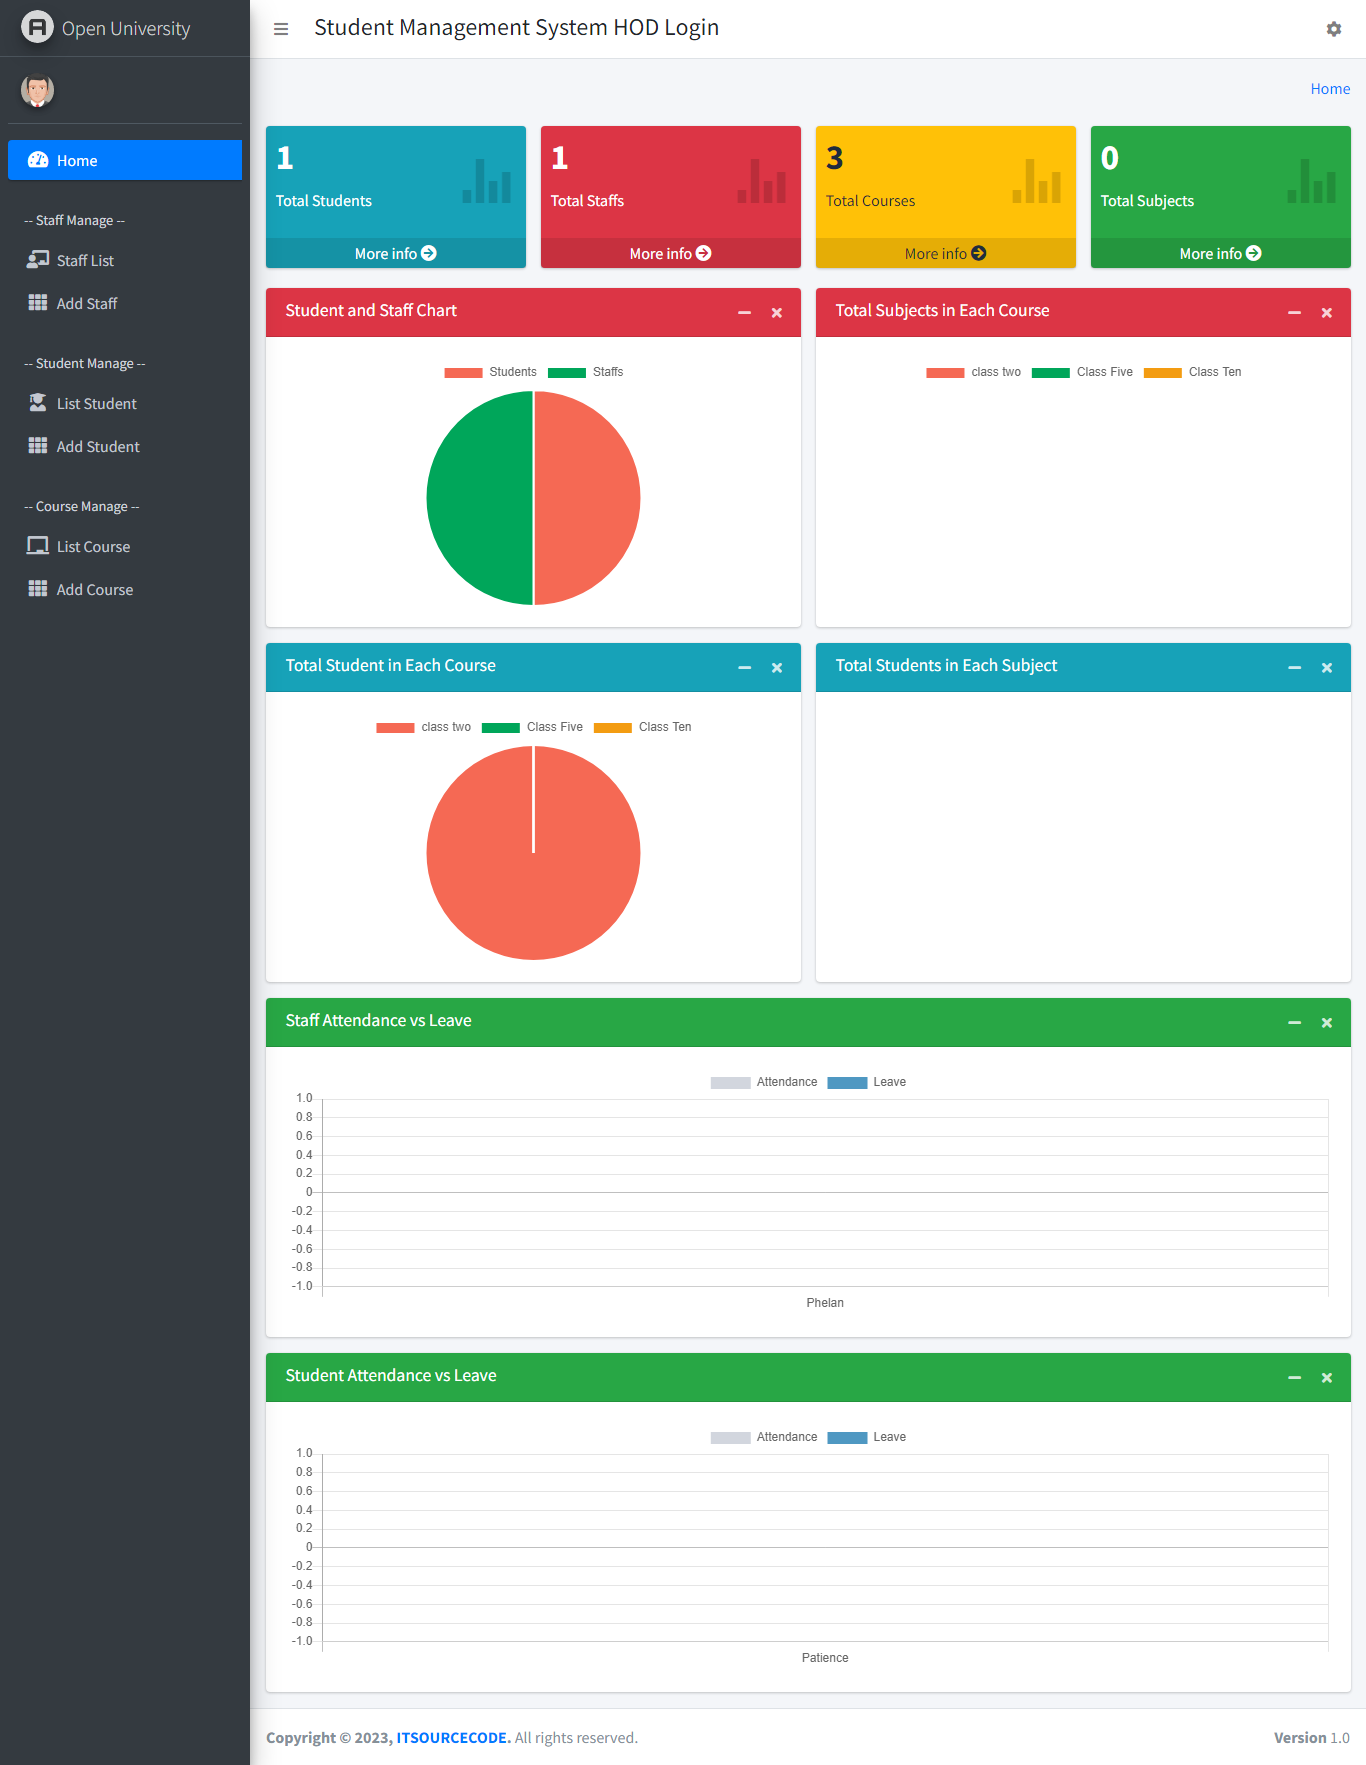 Open University
Home
-- Staff Manage --
Staff List
Add Staff
-- Student Manage --
List Student
Add Student
-- Course Manage --
List Course
Add Course
Student Management System HOD Login
Home
1
Total Students
More info
1
Total Staffs
More info
3
Total Courses
More info
0
Total Subjects
More info
Student and Staff Chart
Students Staffs
Total Subjects in Each Course
class two Class Five Class Ten
Total Student in Each Course
class two Class Five Class Ten
Total Students in Each Subject
Staff Attendance vs Leave
Attendance Leave
1.0
0.8
0.6
0.4
0.2
0
-0.2
-0.4
-0.6
-0.8
-1.0
Phelan
Student Attendance vs Leave
Attendance Leave
1.0
0.8
0.6
0.4
0.2
0
-0.2
-0.4
-0.6
-0.8
-1.0
Patience
Copyright © 2023, ITSOURCECODE. All rights reserved.
Version 1.0